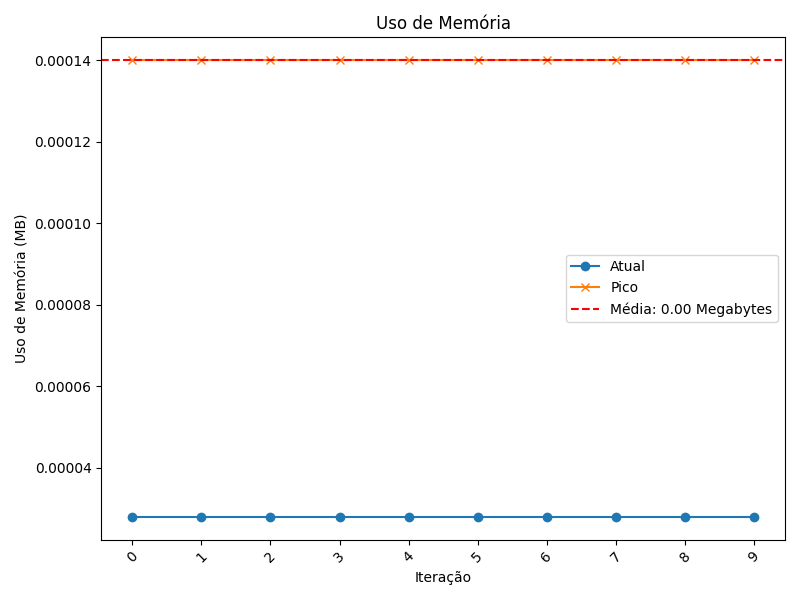 Uso de Memória
0.00014
0.00012
0.00010
0.00008
0.00006
0.00004
Uso de Memória (MB)
Atual
Pico
Média: 0.00 Megabytes
0 1 2 3 4 5 6 7 8 9
Iteração